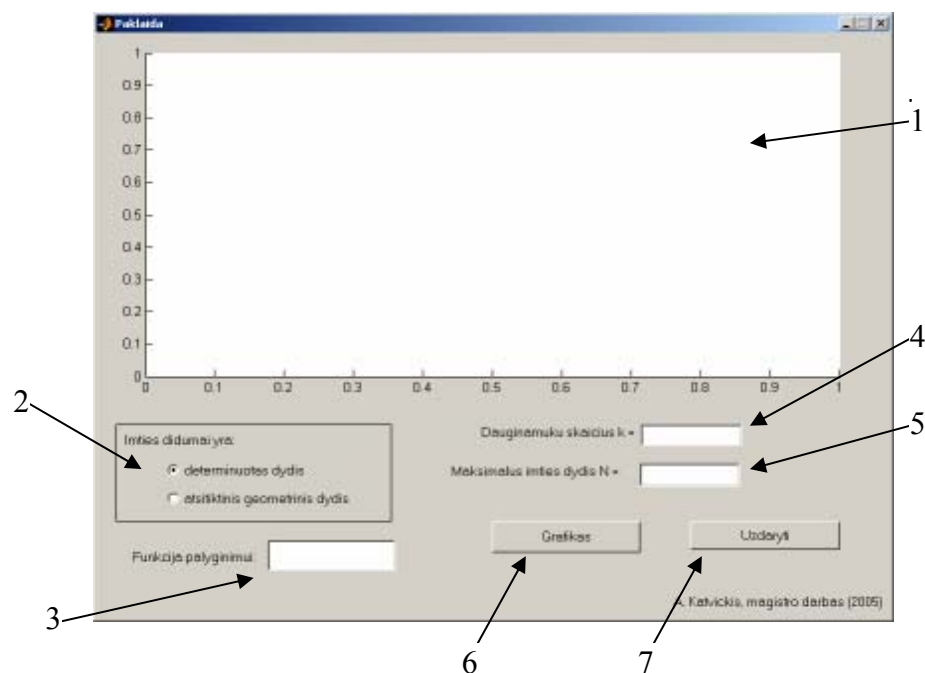 Paklaida
1
0.9
0.8
0.7
0.6
0.5
0.4
0.3
0.2
0.1
0
0 0.1 0.2 0.3 0.4 0.5 0.6 0.7 0.8 0.9 1
1
2
Imties didumai yra:
determinuotas dydis
atsitiktinis geometrinis dydis
Dauginamuku skaicius k =
4
Maksimalus imties dydis N =
5
Funkcija palyginimui:
3
Grafikas
Uzdaryti
A. Katvickis, magistro darbas (2005)
6
7